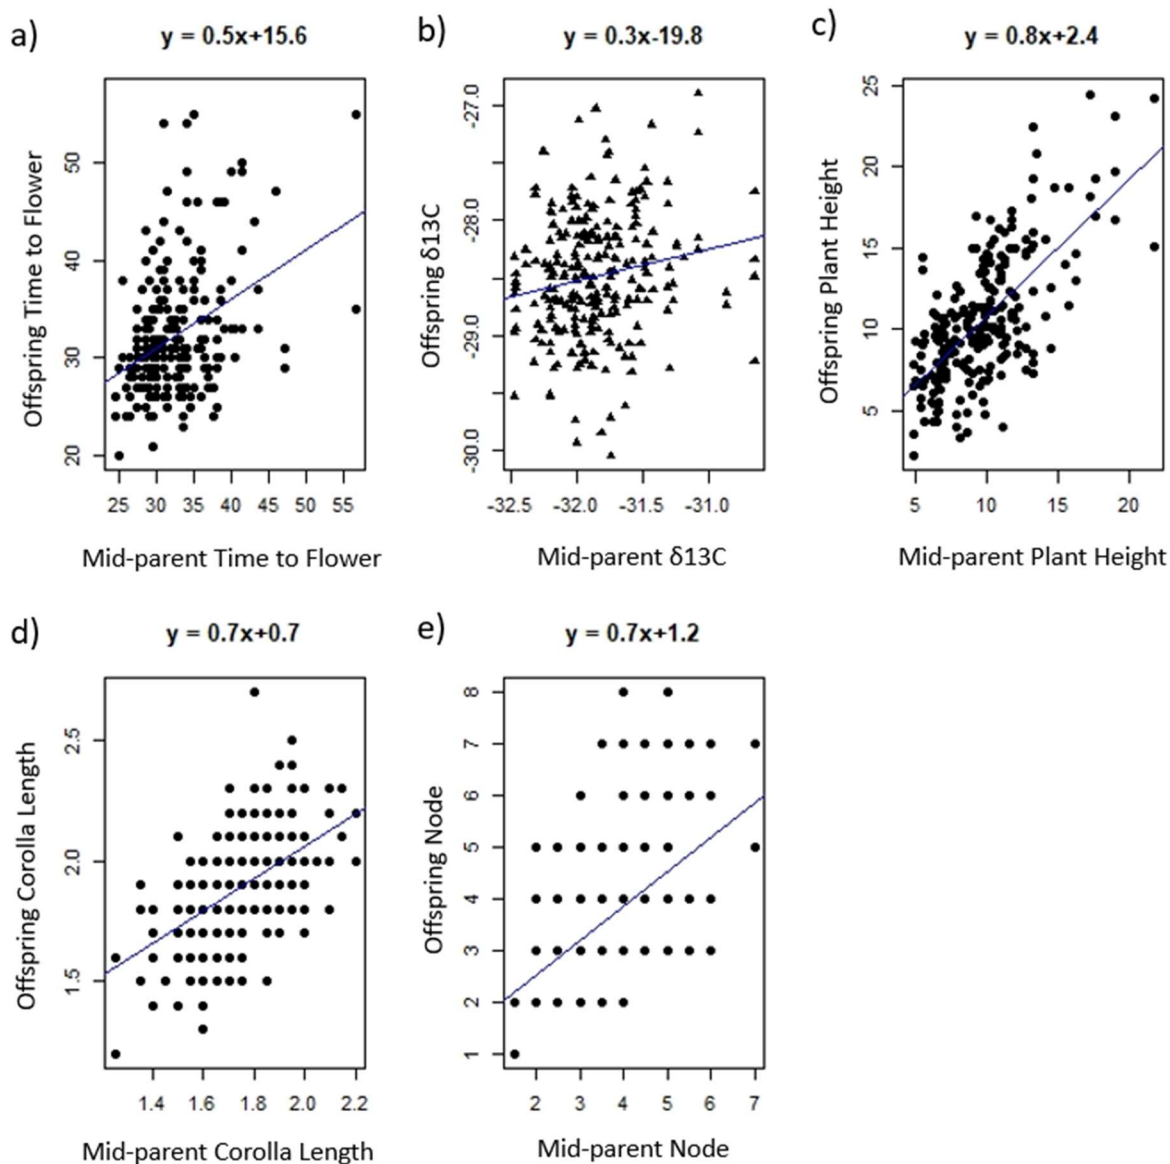 a)
y = 0.5x+15.6
b)
y = 0.3x-19.8
c)
y = 0.8x+2.4
Offspring Time to Flower
50
40
30
20
25 30 35 40 45 50 55
Mid-parent Time to Flower
Offspring δ13C
-27.0
-28.0
-29.0
-30.0
-32.5 -32.0 -31.5 -31.0
Mid-parent δ13C
Offspring Plant Height
25
20
15
10
5
5 10 15 20
Mid-parent Plant Height
d)
y = 0.7x+0.7
e)
y = 0.7x+1.2
Offspring Corolla Length
2.5
2.0
1.5
1.4 1.6 1.8 2.0 2.2
Mid-parent Corolla Length
Offspring Node
8
7
6
5
4
3
2
1
2 3 4 5 6 7
Mid-parent Node